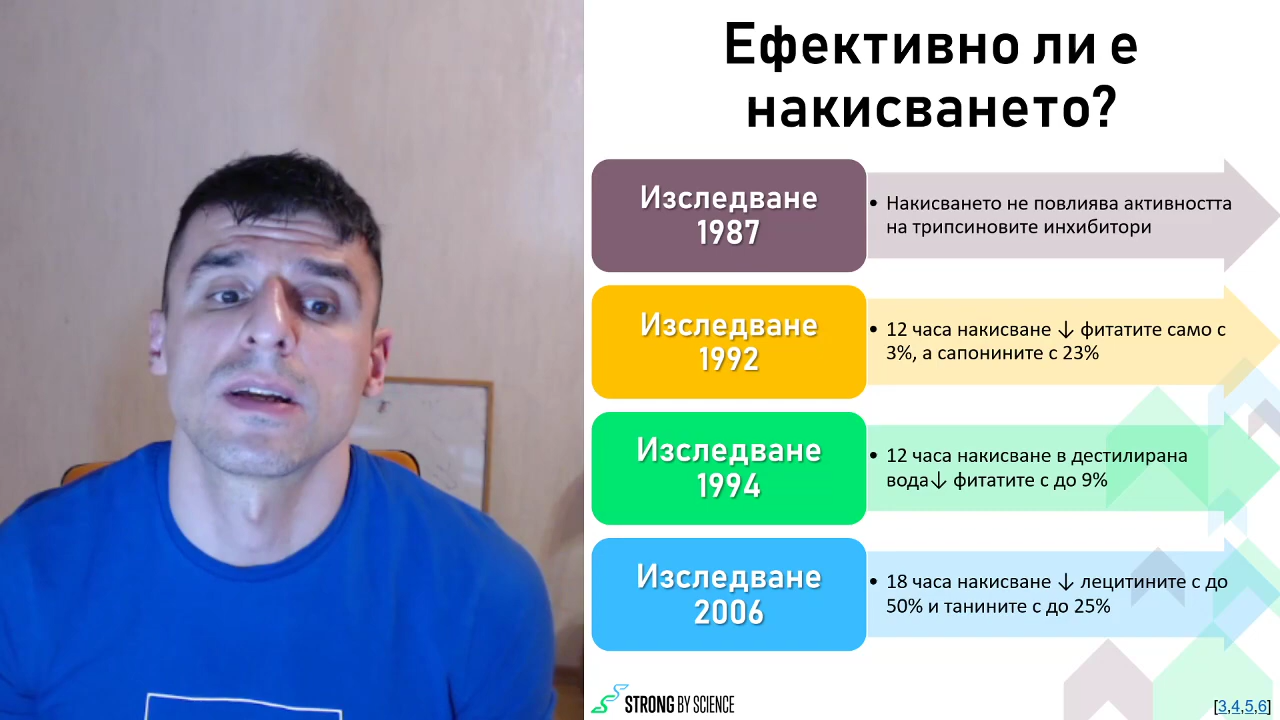 Ефективно ли е
накисването?
Изследване
1987
• Накисването не повлиява активността
на трипсиновите инхибитори
Изследване
1992
• 12 часа накисване ↓ фитатите само с
3%, а сапонините с 23%
Изследване
1994
• 12 часа накисване в дестилирана
вода↓ фитатите с до 9%
Изследване
2006
• 18 часа накисване ↓ лецитините с до
50% и танините с до 25%
STRONG BY SCIENCE
[3,4,5,6]